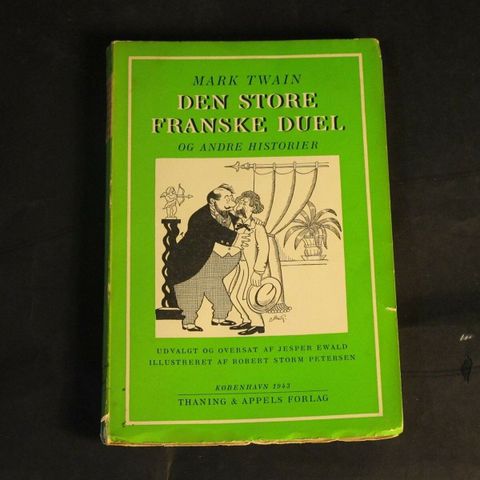 MARK TWAIN
DEN STORE
FRANSKE DUEL
OG ANDRE HISTORIER
UDVALGT OG OVERSAT AF JESPER EWALD
ILLUSTRERET AF ROBERT STORM PETERSEN
KØBENHAVN 1943
THANING & APPELS FORLAG